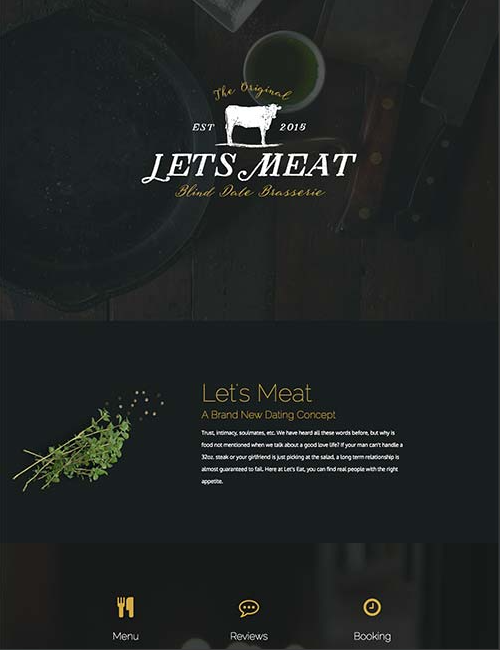 The Original
EST 2015
LETS MEAT
Blind Date Brasserie
Let's Meat
A Brand New Dating Concept
Trust, intimacy, soulmates, etc. We have heard all these words before, but why is
food not mentioned when we talk about a good love life? If your man can't handle a
32oz. steak or your girlfriend is just picking at the salad, a long term relationship is
almost guaranteed to fail. Here at Let's Eat, you can find real people with the right
appetite.
Menu Reviews Booking